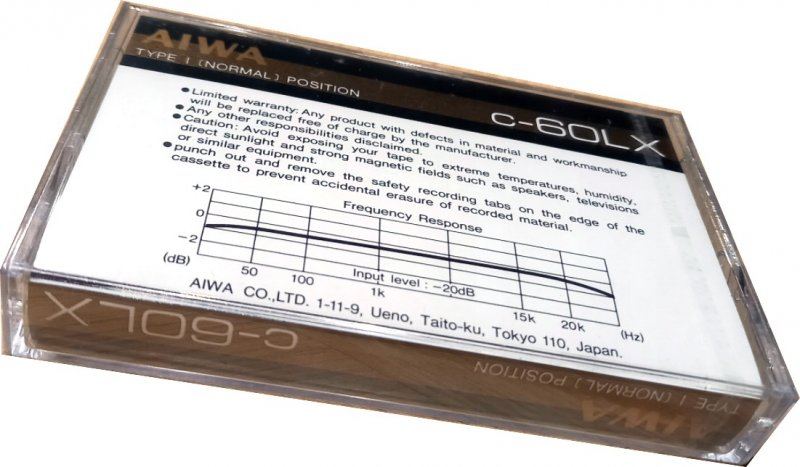 AIWA
TYPE I (NORMAL) POSITION
C-60LX
●Limited warranty: Any product with defects in material and workmanship
will be replaced free of charge by the manufacturer.
●Any other responsibilities disclaimed.
●Caution: Avoid exposing your tape to extreme temperatures, humidity,
direct sunlight and strong magnetic fields such as speakers, televisions
or similar equipment.
●punch out and remove the safety recording tabs on the edge of the
cassette to prevent accidental erasure of recorded material.
Frequency Response
+2
0
−2
(dB)
Input level : −20dB
50 100 1k 10k 15k 20k (Hz)
AIWA CO.,LTD. 1-11-9, Ueno, Taito-ku, Tokyo 110, Japan.
C-60LX
TYPE I (NORMAL) POSITION
AIWA